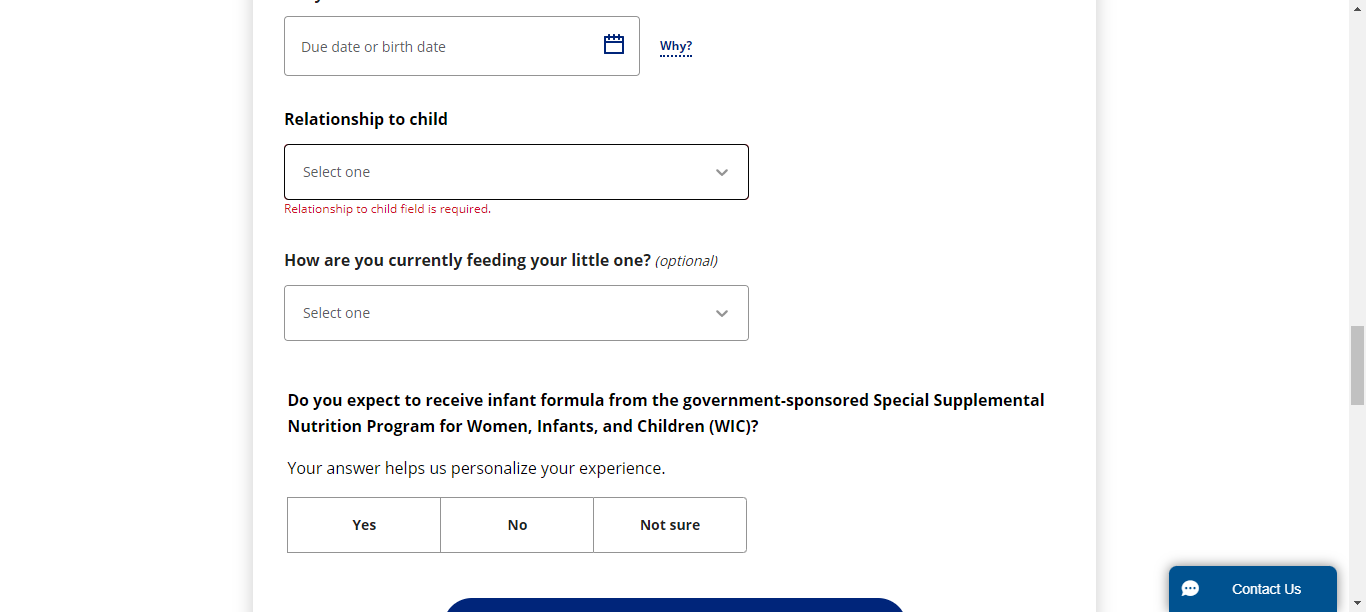 Due date or birth date
Why?
Relationship to child
Select one
Relationship to child field is required.
How are you currently feeding your little one? (optional)
Select one
Do you expect to receive infant formula from the government-sponsored Special Supplemental
Nutrition Program for Women, Infants, and Children (WIC)?
Your answer helps us personalize your experience.
Yes No Not sure
Contact Us